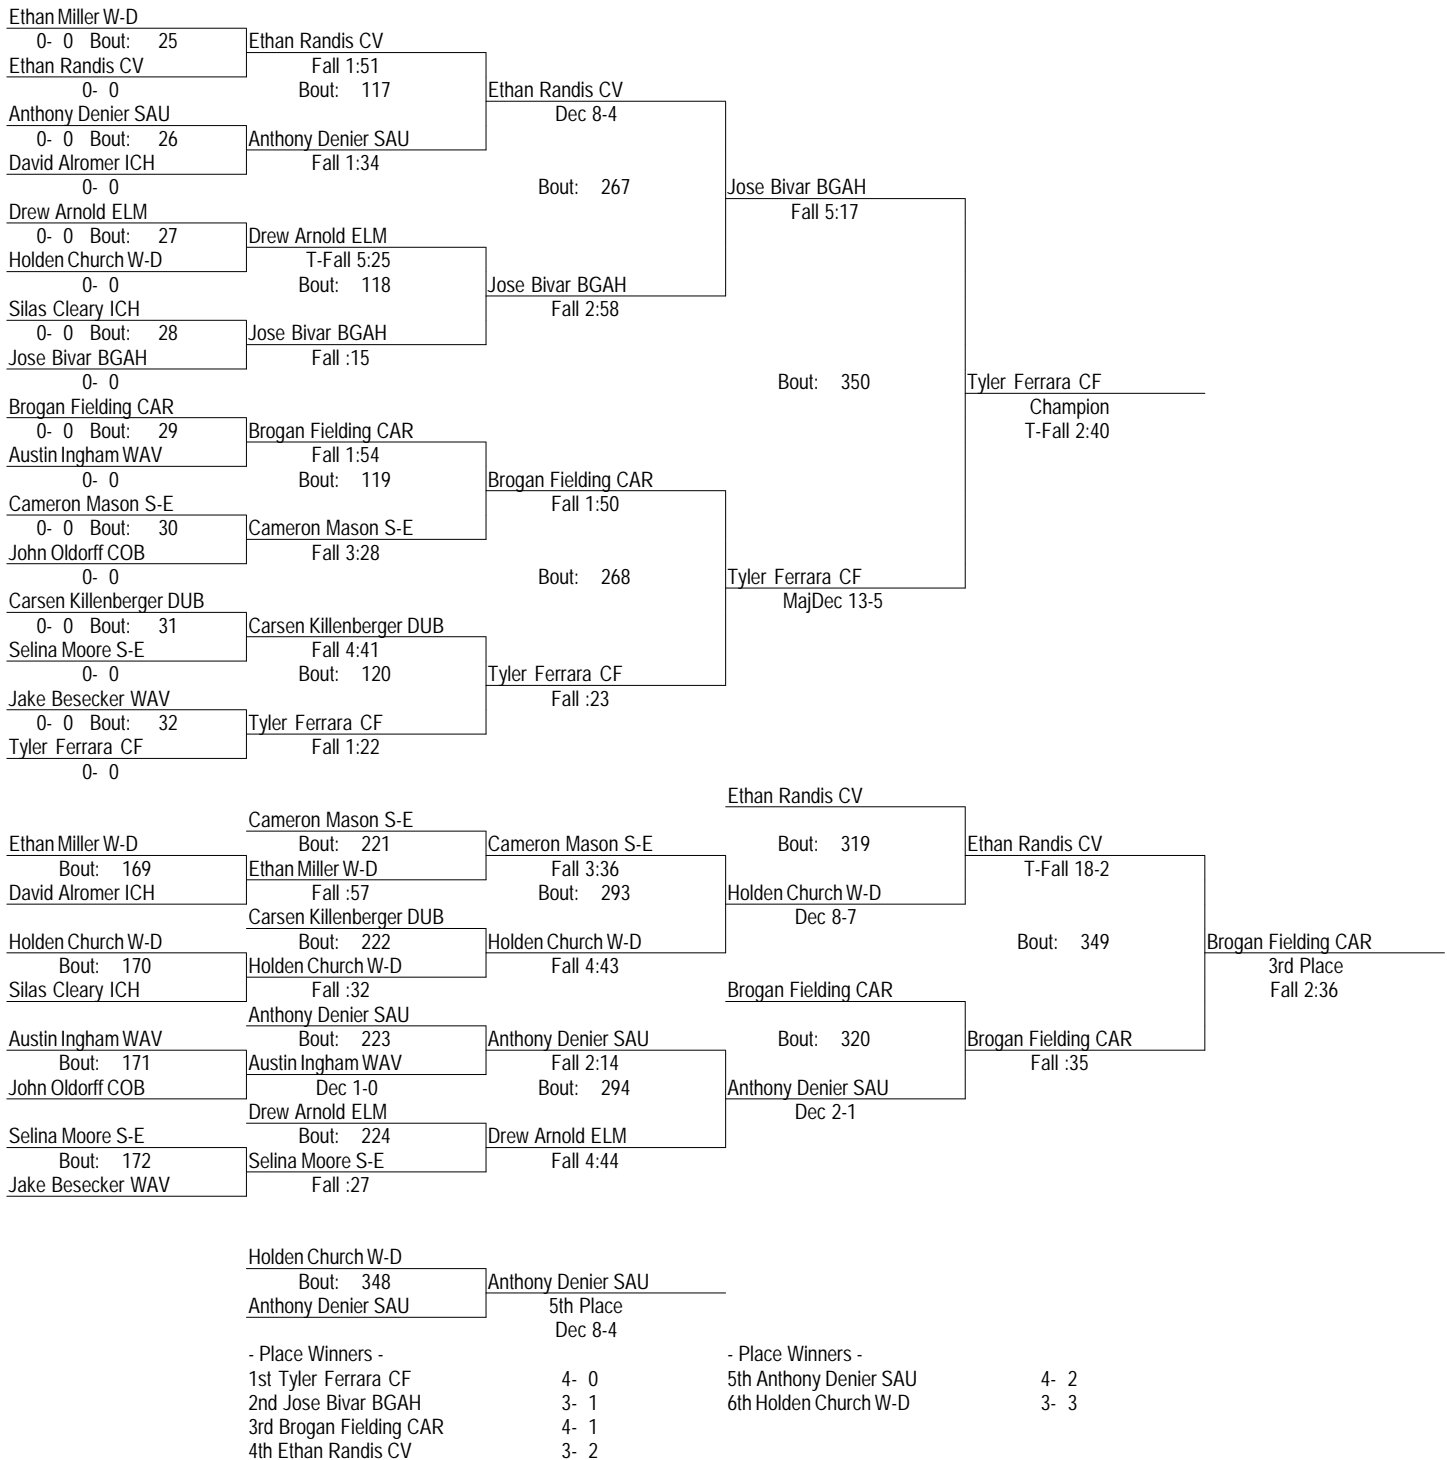 Ethan Miller W-D
0- 0 Bout: 25
Ethan Randis CV
0- 0
Anthony Denier SAU
0- 0 Bout: 26
David Alromer ICH
0- 0
Drew Arnold ELM
0- 0 Bout: 27
Holden Church W-D
0- 0
Silas Cleary ICH
0- 0 Bout: 28
Jose Bivar BGAH
0- 0
Brogan Fielding CAR
0- 0 Bout: 29
Austin Ingham WAV
0- 0
Cameron Mason S-E
0- 0 Bout: 30
John Oldorff COB
0- 0
Carsen Killenberger DUB
0- 0 Bout: 31
Selina Moore S-E
0- 0
Jake Besecker WAV
0- 0 Bout: 32
Tyler Ferrara CF
0- 0
Ethan Randis CV
Fall 1:51
Bout: 117
Anthony Denier SAU
Fall 1:34
Drew Arnold ELM
T-Fall 5:25
Bout: 118
Jose Bivar BGAH
Fall :15
Brogan Fielding CAR
Fall 1:54
Bout: 119
Cameron Mason S-E
Fall 3:28
Carsen Killenberger DUB
Fall 4:41
Bout: 120
Tyler Ferrara CF
Fall 1:22
Ethan Randis CV
Dec 8-4
Bout: 267
Jose Bivar BGAH
Fall 2:58
Brogan Fielding CAR
Fall 1:50
Bout: 268
Tyler Ferrara CF
Fall :23
Jose Bivar BGAH
Fall 5:17
Bout: 350
Tyler Ferrara CF
MajDec 13-5
Tyler Ferrara CF
Champion
T-Fall 2:40
Ethan Miller W-D
Bout: 169
David Alromer ICH
Holden Church W-D
Bout: 170
Silas Cleary ICH
Austin Ingham WAV
Bout: 171
John Oldorff COB
Selina Moore S-E
Bout: 172
Jake Besecker WAV
Cameron Mason S-E
Bout: 221
Ethan Miller W-D
Fall :57
Carsen Killenberger DUB
Bout: 222
Holden Church W-D
Fall :32
Anthony Denier SAU
Bout: 223
Austin Ingham WAV
Dec 1-0
Drew Arnold ELM
Bout: 224
Selina Moore S-E
Fall :27
Cameron Mason S-E
Fall 3:36
Bout: 293
Holden Church W-D
Fall 4:43
Anthony Denier SAU
Fall 2:14
Bout: 294
Drew Arnold ELM
Fall 4:44
Ethan Randis CV
Bout: 319
Holden Church W-D
Dec 8-7
Brogan Fielding CAR
Bout: 320
Anthony Denier SAU
Dec 2-1
Ethan Randis CV
T-Fall 18-2
Bout: 349
Brogan Fielding CAR
Fall :35
Brogan Fielding CAR
3rd Place
Fall 2:36
Holden Church W-D
Bout: 348
Anthony Denier SAU
Anthony Denier SAU
5th Place
Dec 8-4
- Place Winners -
1st Tyler Ferrara CF 4- 0
2nd Jose Bivar BGAH 3- 1
3rd Brogan Fielding CAR 4- 1
4th Ethan Randis CV 3- 2
- Place Winners -
5th Anthony Denier SAU 4- 2
6th Holden Church W-D 3- 3